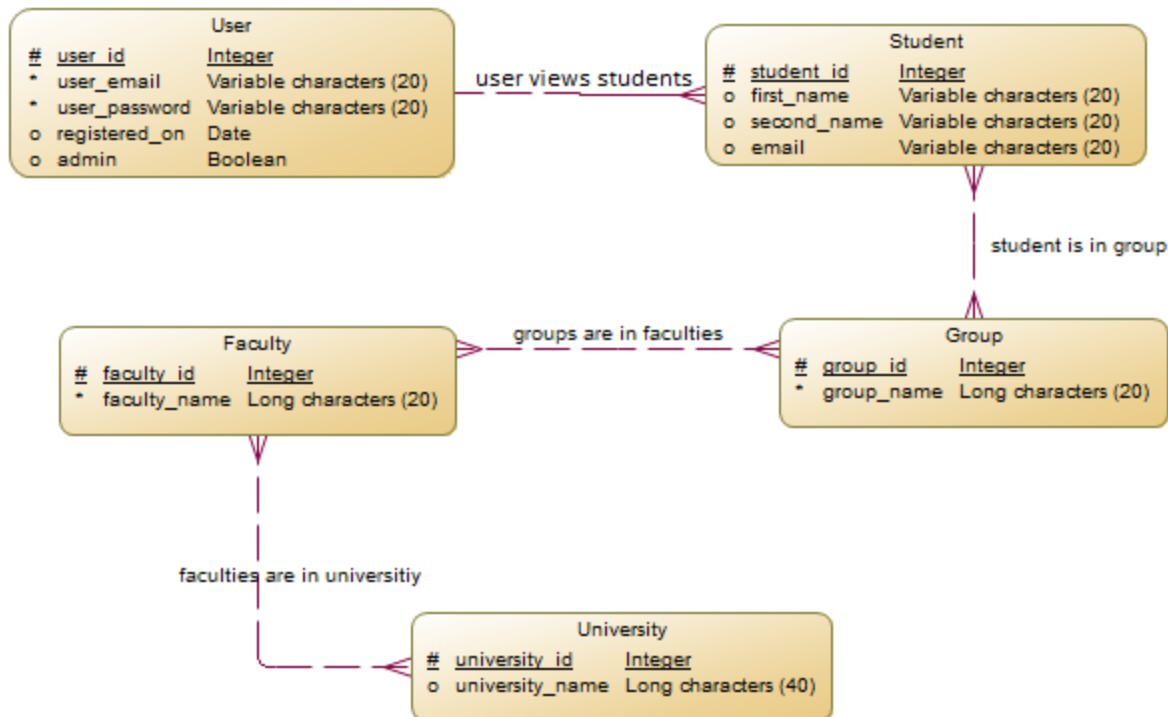 User
# user_id Integer
* user_email Variable characters (20)
* user_password Variable characters (20)
o registered_on Date
o admin Boolean
user views students
Student
# student_id Integer
o first_name Variable characters (20)
o second_name Variable characters (20)
o email Variable characters (20)
student is in group
groups are in faculties
Faculty
# faculty_id Integer
* faculty_name Long characters (20)
Group
# group_id Integer
* group_name Long characters (20)
faculties are in universitiy
University
# university_id Integer
o university_name Long characters (40)